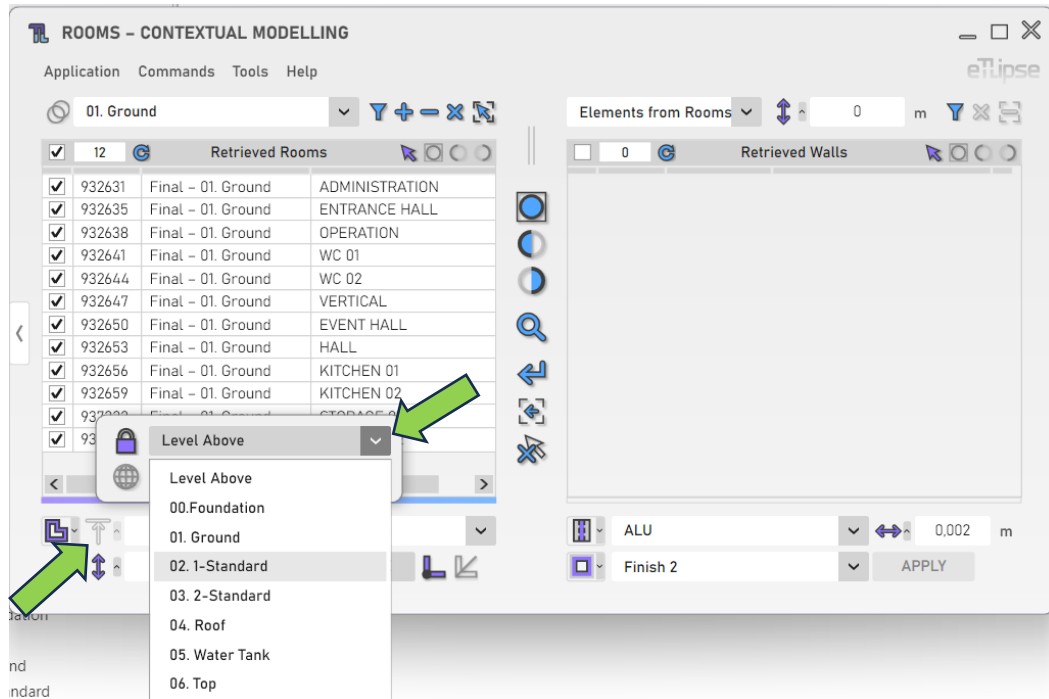 ROOMS – CONTEXTUAL MODELLING
Application Commands Tools Help
eTLipse
01. Ground
Elements from Rooms 0 m
12 Retrieved Rooms
0 Retrieved Walls
932631 Final – 01. Ground ADMINISTRATION
932635 Final – 01. Ground ENTRANCE HALL
932638 Final – 01. Ground OPERATION
932641 Final – 01. Ground WC 01
932644 Final – 01. Ground WC 02
932647 Final – 01. Ground VERTICAL
932650 Final – 01. Ground EVENT HALL
932653 Final – 01. Ground HALL
932656 Final – 01. Ground KITCHEN 01
932659 Final – 01. Ground KITCHEN 02
93
Level Above
Level Above
00.Foundation
01. Ground
02. 1-Standard
03. 2-Standard
04. Roof
05. Water Tank
06. Top
ALU 0,002 m
Finish 2 APPLY
dation
nd
ndard